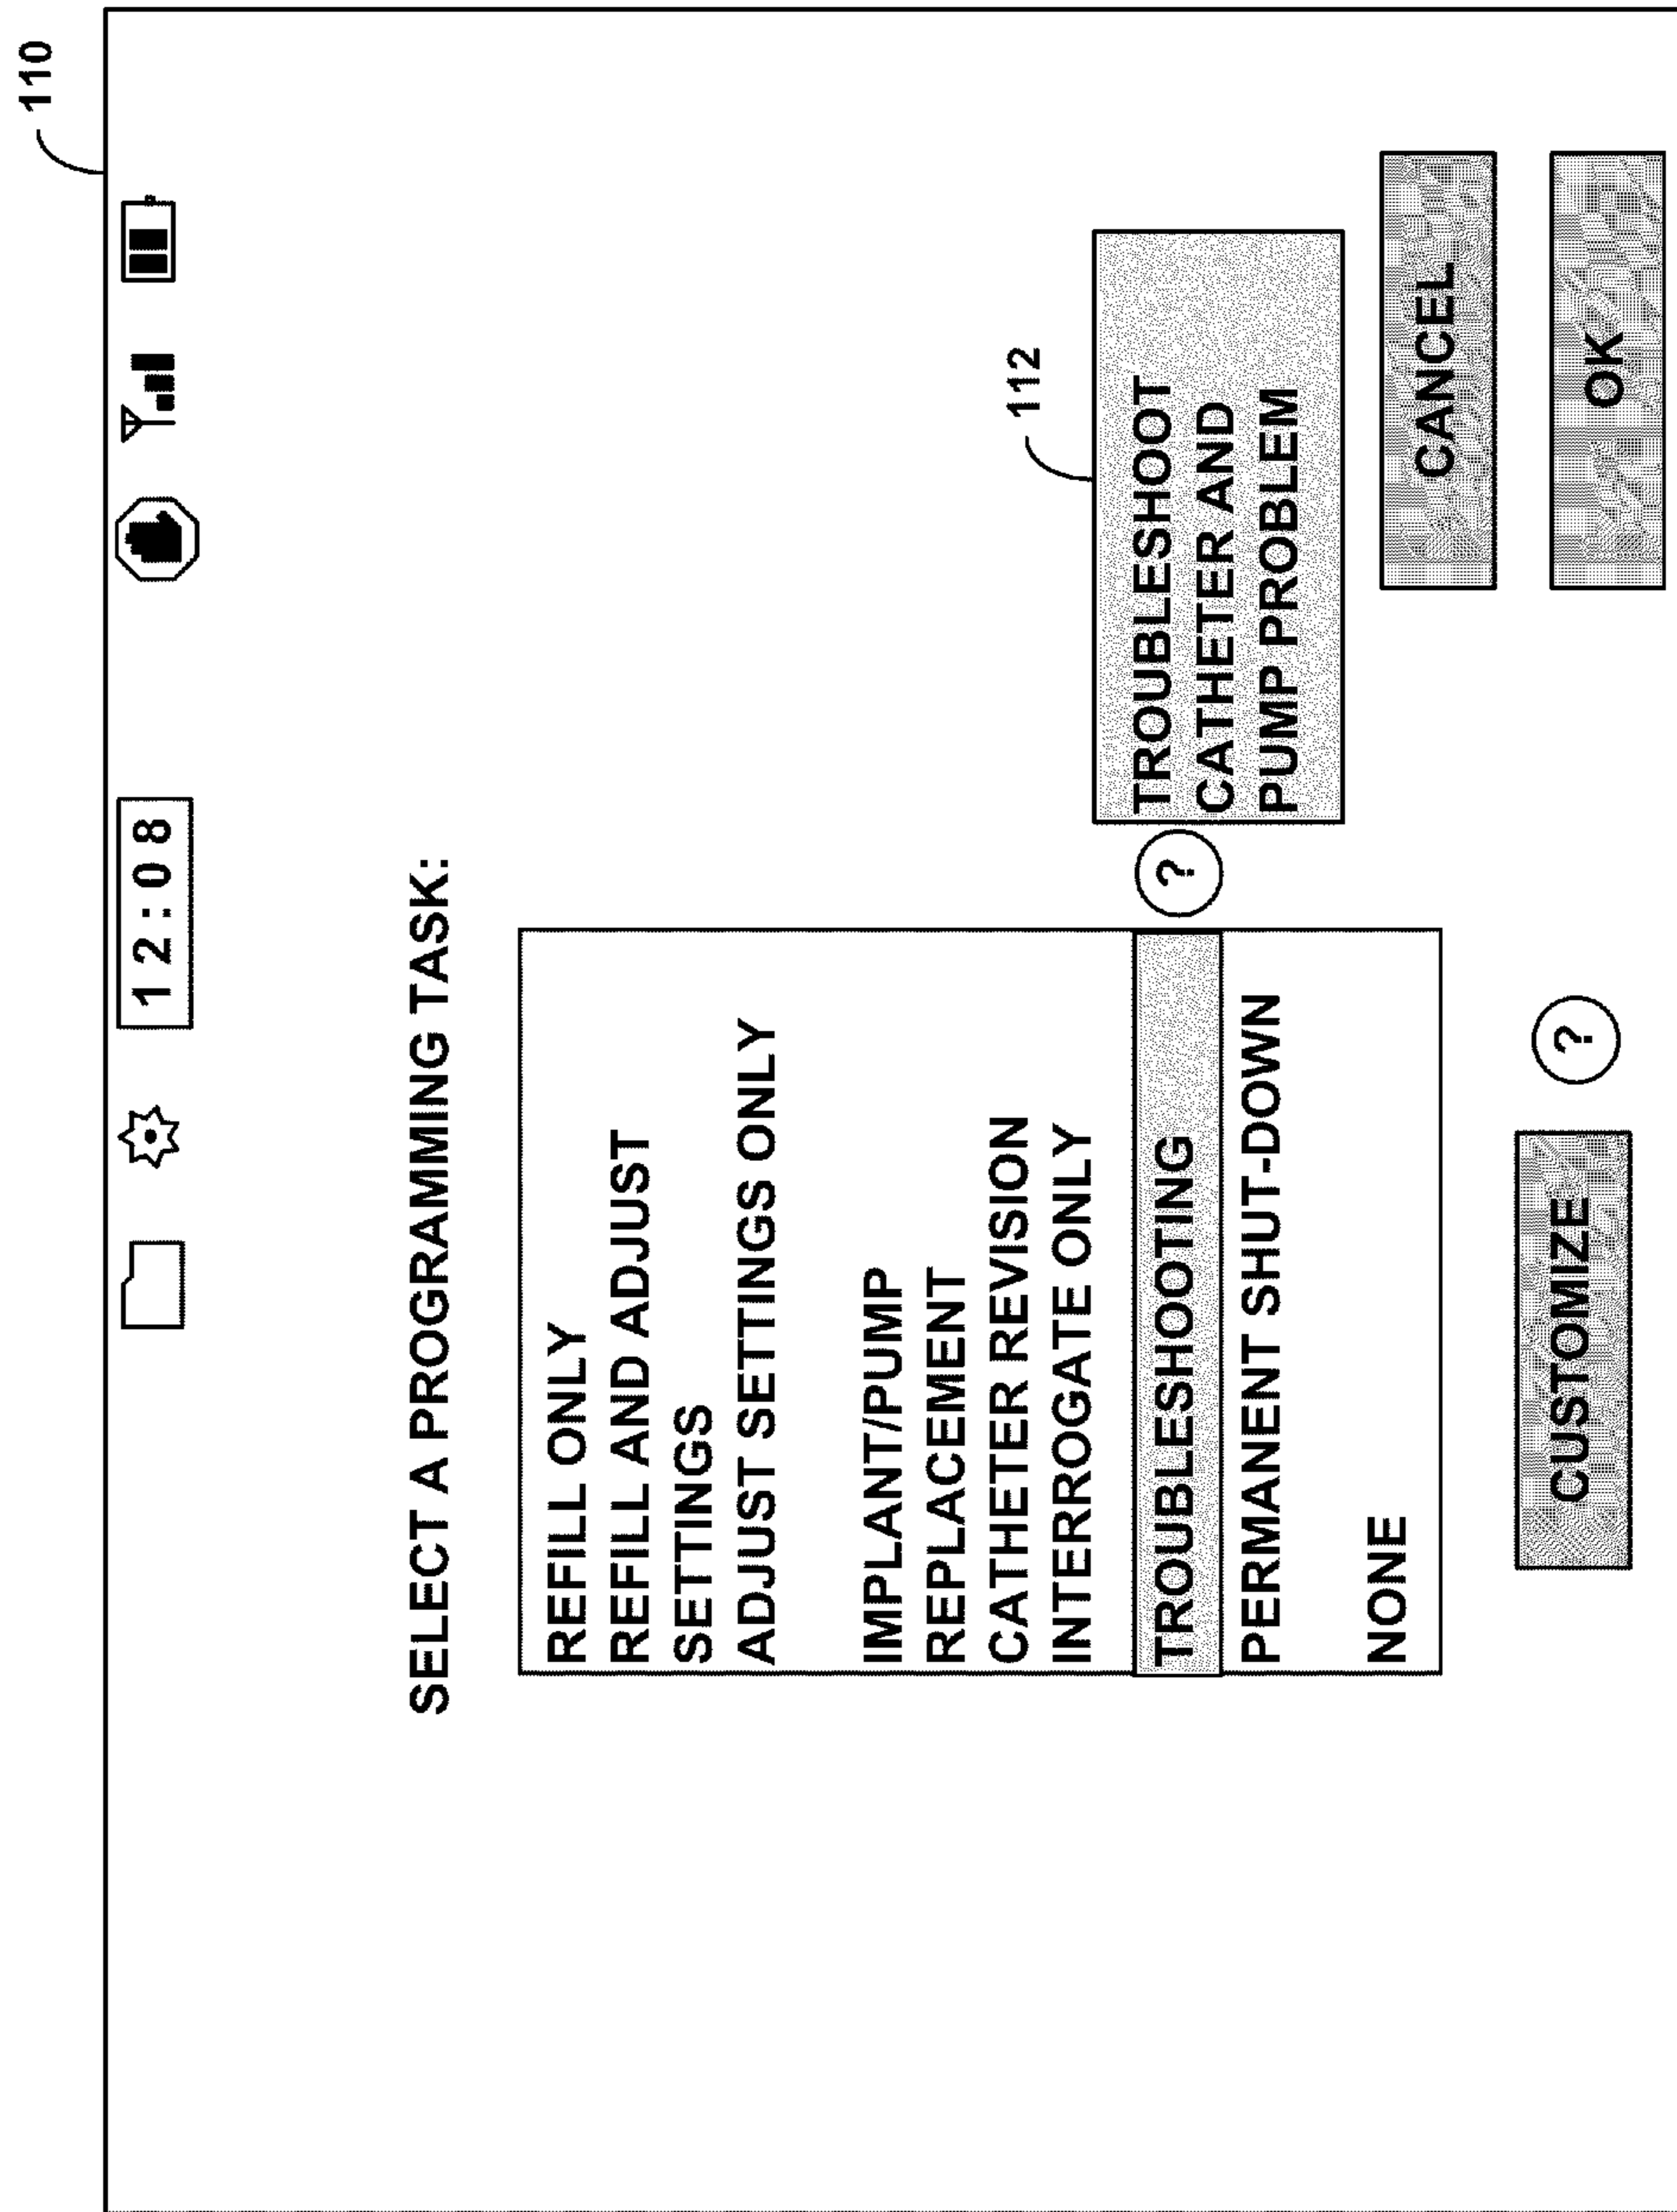 110
12:08
SELECT A PROGRAMMING TASK:
REFILL ONLY
REFILL AND ADJUST
SETTINGS
ADJUST SETTINGS ONLY
IMPLANT/PUMP
REPLACEMENT
CATHETER REVISION
INTERROGATE ONLY
TROUBLESHOOTING
?
PERMANENT SHUT-DOWN
NONE
112
TROUBLESHOOT
CATHETER AND
PUMP PROBLEM
CUSTOMIZE
?
CANCEL
OK